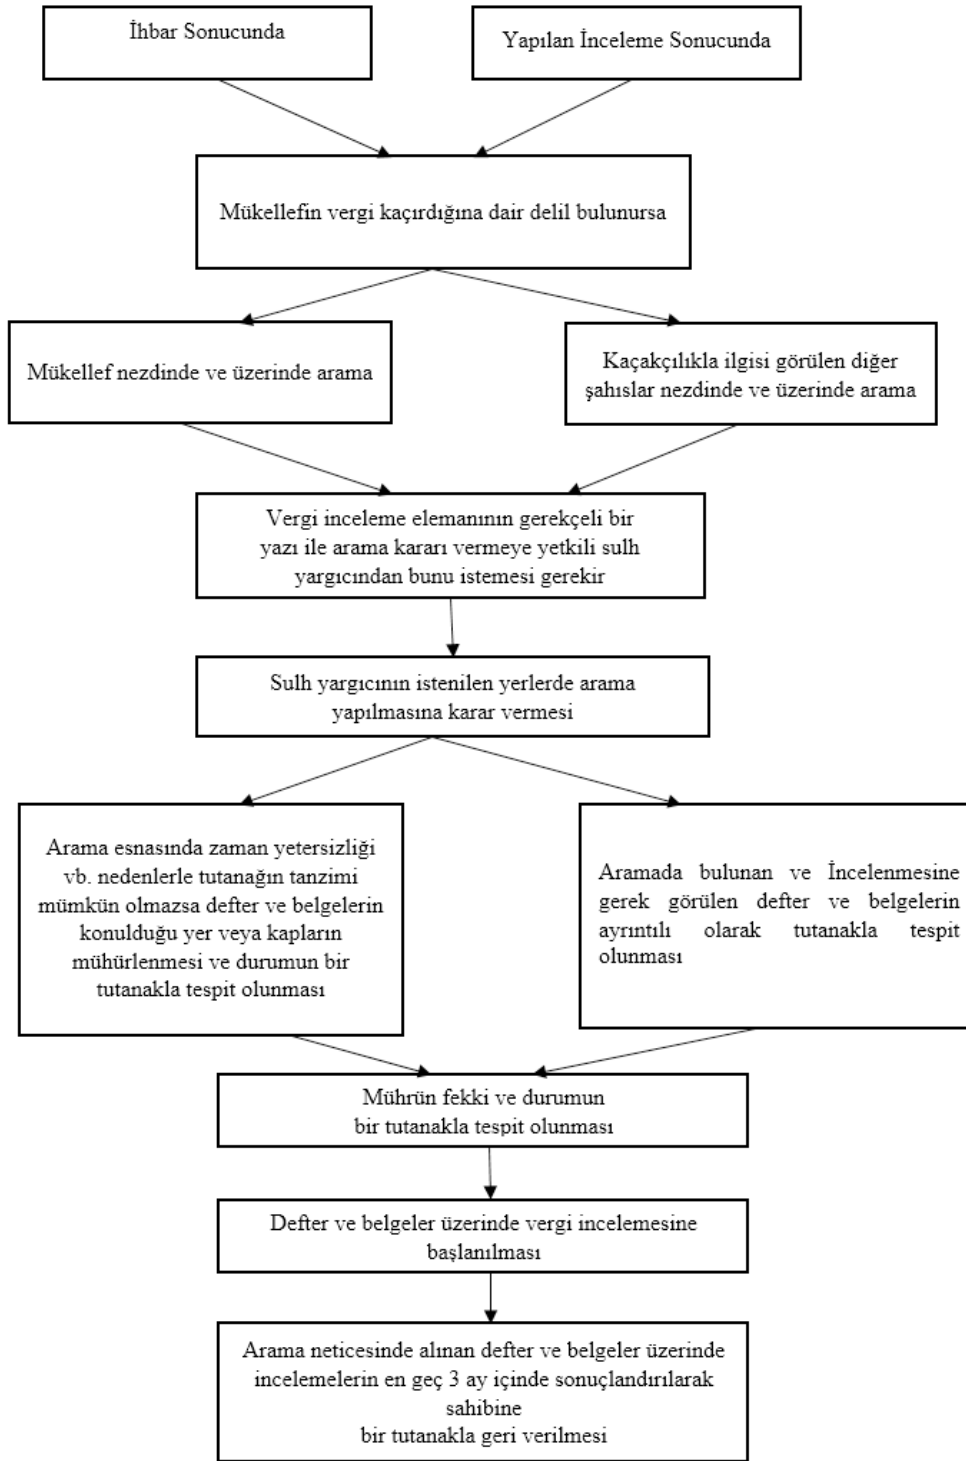 İhbar Sonucunda
Yapılan İnceleme Sonucunda
Mükellefin vergi kaçırdığına dair delil bulunursa
Mükellef nezdinde ve üzerinde arama
Kaçakçılıkla ilgisi görülen diğer
şahıslar nezdinde ve üzerinde arama
Vergi inceleme elemanının gerekçeli bir
yazı ile arama kararı vermeye yetkili sulh
yargıcından bunu istemesi gerekir
Sulh yargıcının istenilen yerlerde arama
yapılmasına karar vermesi
Arama esnasında zaman yetersizliği
vb. nedenlerle tutanağın tanzimi
mümkün olmazsa defter ve belgelerin
konulduğu yer veya kapların
mühürlenmesi ve durumun bir
tutanakla tespit olunması
Aramada bulunan ve İncelenmesine
gerek görülen defter ve belgelerin
ayrıntılı olarak tutanakla tespit
olunması
Mührün fekki ve durumun
bir tutanakla tespit olunması
Defter ve belgeler üzerinde vergi incelemesine
başlanılması
Arama neticesinde alınan defter ve belgeler üzerinde
incelemelerin en geç 3 ay içinde sonuçlandırılarak
sahibine
bir tutanakla geri verilmesi